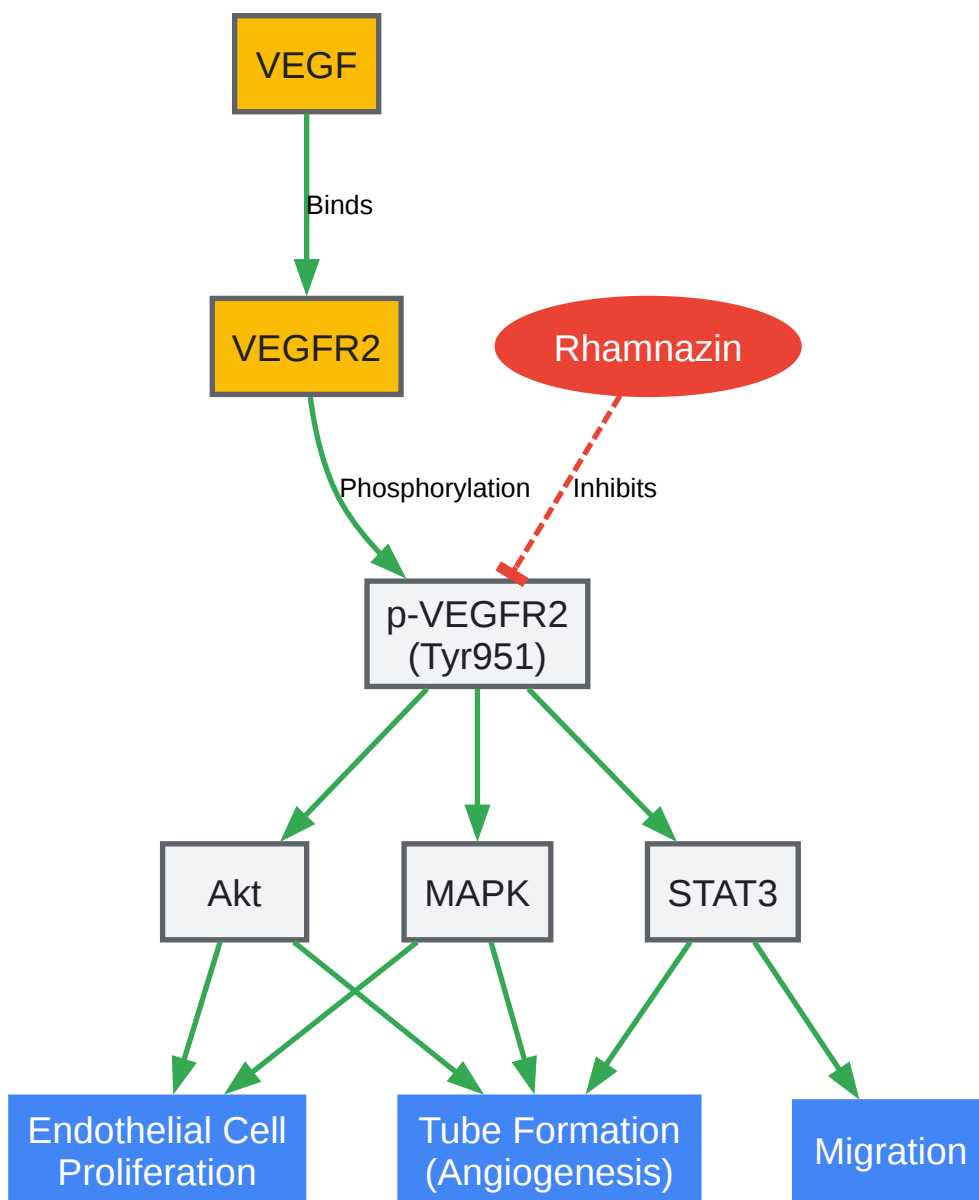 VEGF
Binds
VEGFR2
Rhamnazin
Phosphorylation
Inhibits
p-VEGFR2
(Tyr951)
Akt
MAPK
STAT3
Endothelial Cell
Proliferation
Tube Formation
(Angiogenesis)
Migration